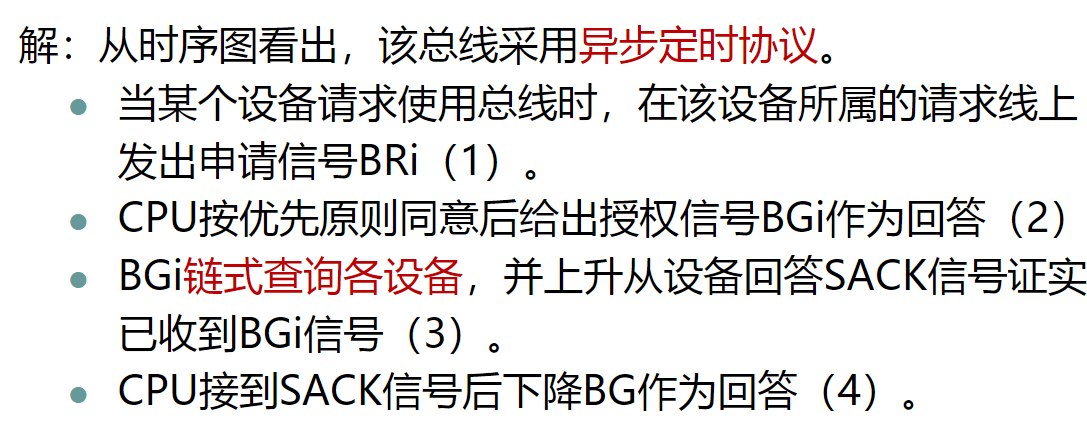 解：从时序图看出，该总线采用异步定时协议。
● 当某个设备请求使用总线时，在该设备所属的请求线上
发出申请信号BRi（1）。
● CPU按优先原则同意后给出授权信号BGi作为回答（2）
● BGi链式查询各设备，并上升从设备回答SACK信号证实
已收到BGi信号（3）。
● CPU接到SACK信号后下降BG作为回答（4）。